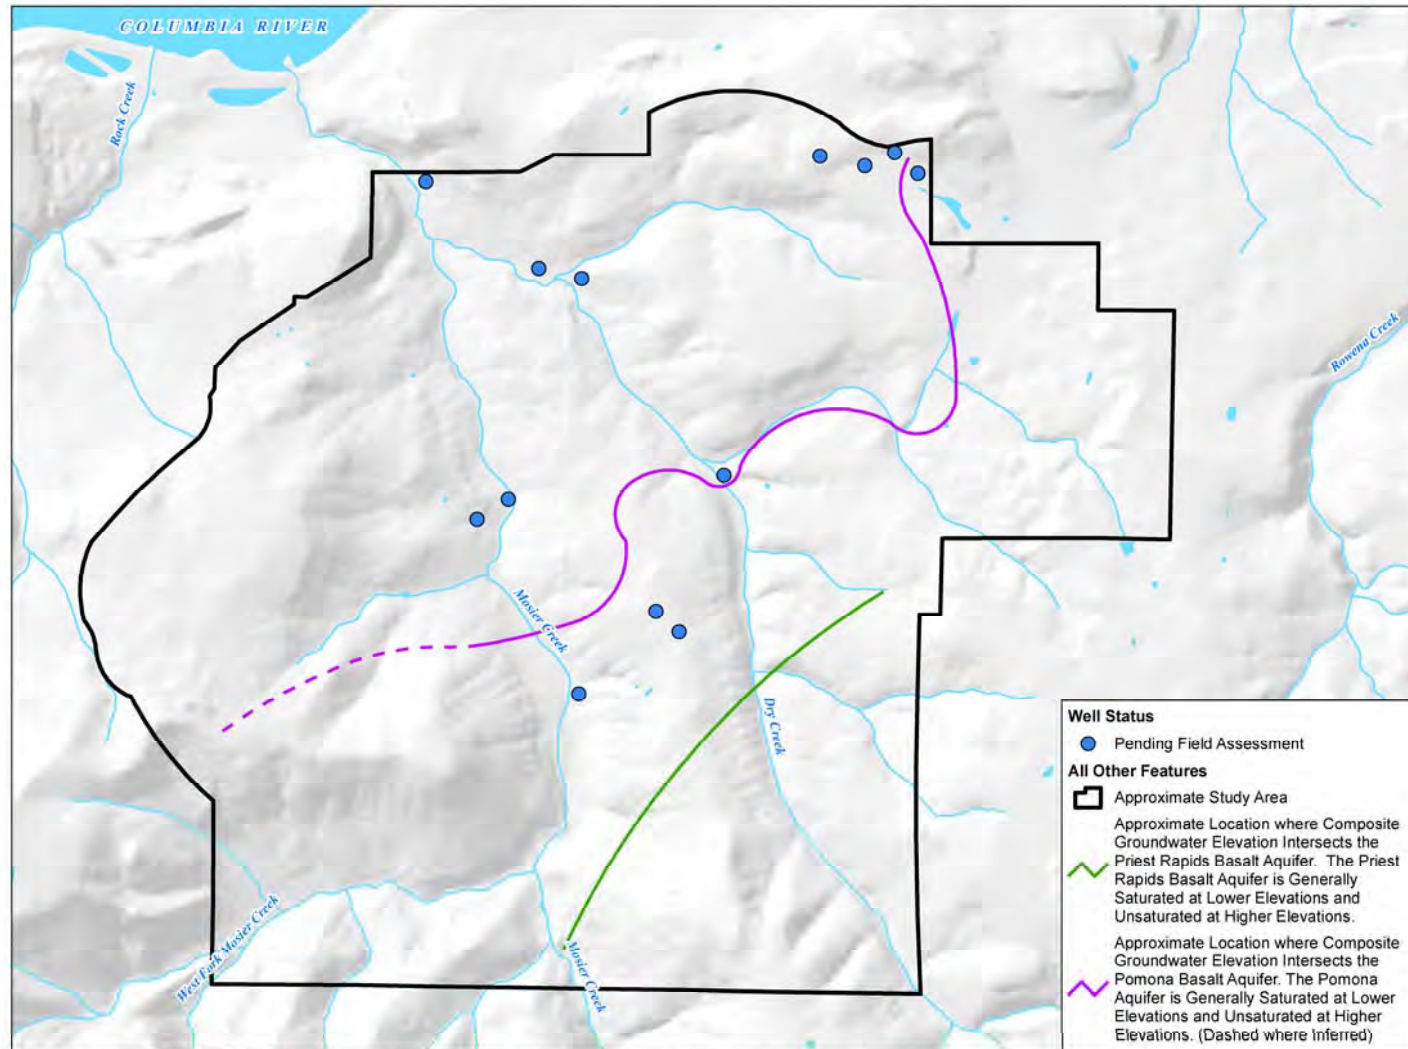 COLUMBIA RIVER
Rock Creek
Rowena Creek
Mosier Creek
Dry Creek
West Fork Mosier Creek
Mosier Creek
Well Status
Pending Field Assessment
All Other Features
Approximate Study Area
Approximate Location where Composite
Groundwater Elevation Intersects the
Priest Rapids Basalt Aquifer. The Priest
Rapids Basalt Aquifer is Generally
Saturated at Lower Elevations and
Unsaturated at Higher Elevations.
Approximate Location where Composite
Groundwater Elevation Intersects the
Pomona Basalt Aquifer. The Pomona
Aquifer is Generally Saturated at Lower
Elevations and Unsaturated at Higher
Elevations. (Dashed where Inferred)